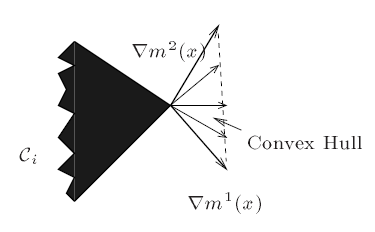 ∇m²(x)
Convex Hull
𝒞ᵢ
∇m¹(x)